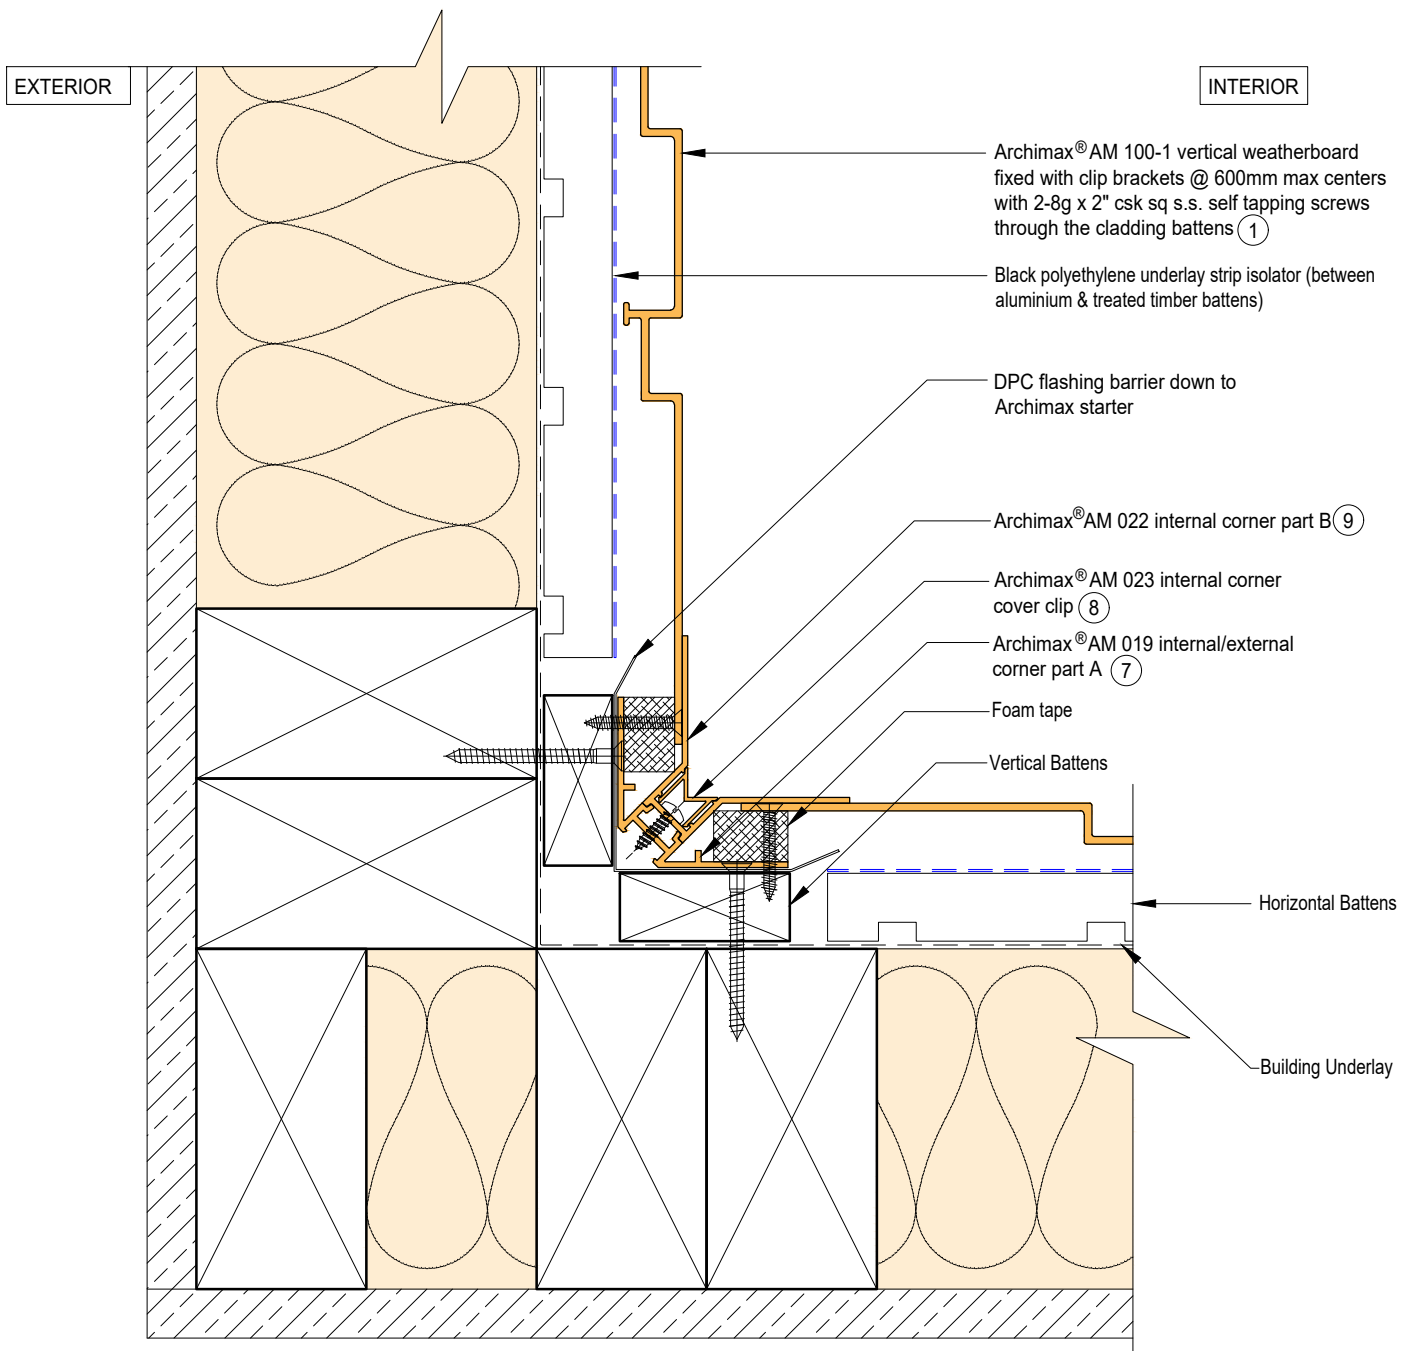 EXTERIOR
INTERIOR
Archimax® AM 100-1 vertical weatherboard
fixed with clip brackets @ 600mm max centers
with 2-8g x 2" csk sq s.s. self tapping screws
through the cladding battens 1
Black polyethylene underlay strip isolator (between
aluminium & treated timber battens)
DPC flashing barrier down to
Archimax starter
Archimax® AM 022 internal corner part B 9
Archimax® AM 023 internal corner
cover clip 8
Archimax® AM 019 internal/external
corner part A 7
Foam tape
Vertical Battens
Horizontal Battens
Building Underlay